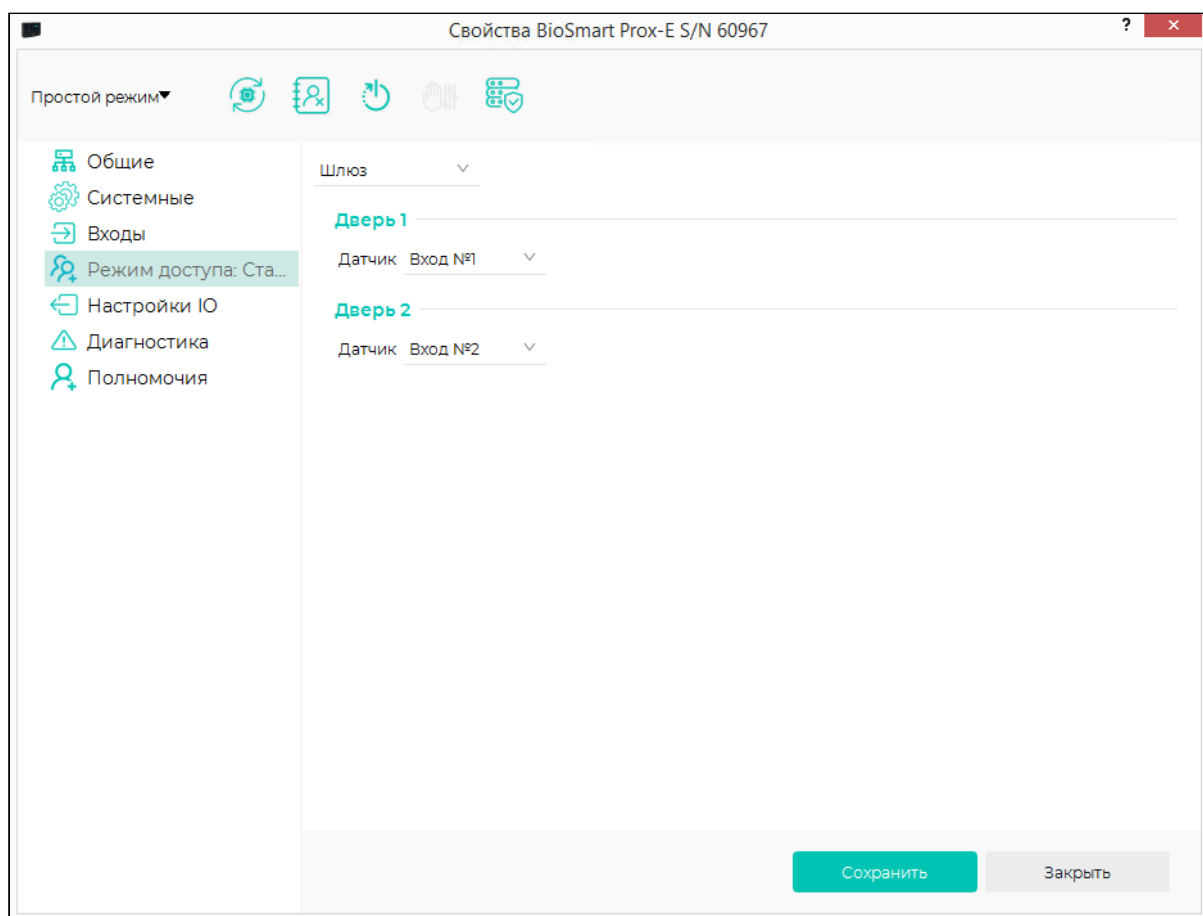 Свойства BioSmart Prox-E S/N 60967
? ×
Простой режим▼
Общие
Системные
Входы
Режим доступа: Ста...
Настройки IO
Диагностика
Полномочия
Шлюз
Дверь 1
Датчик Вход №1
Дверь 2
Датчик Вход №2
Сохранить Закрыть